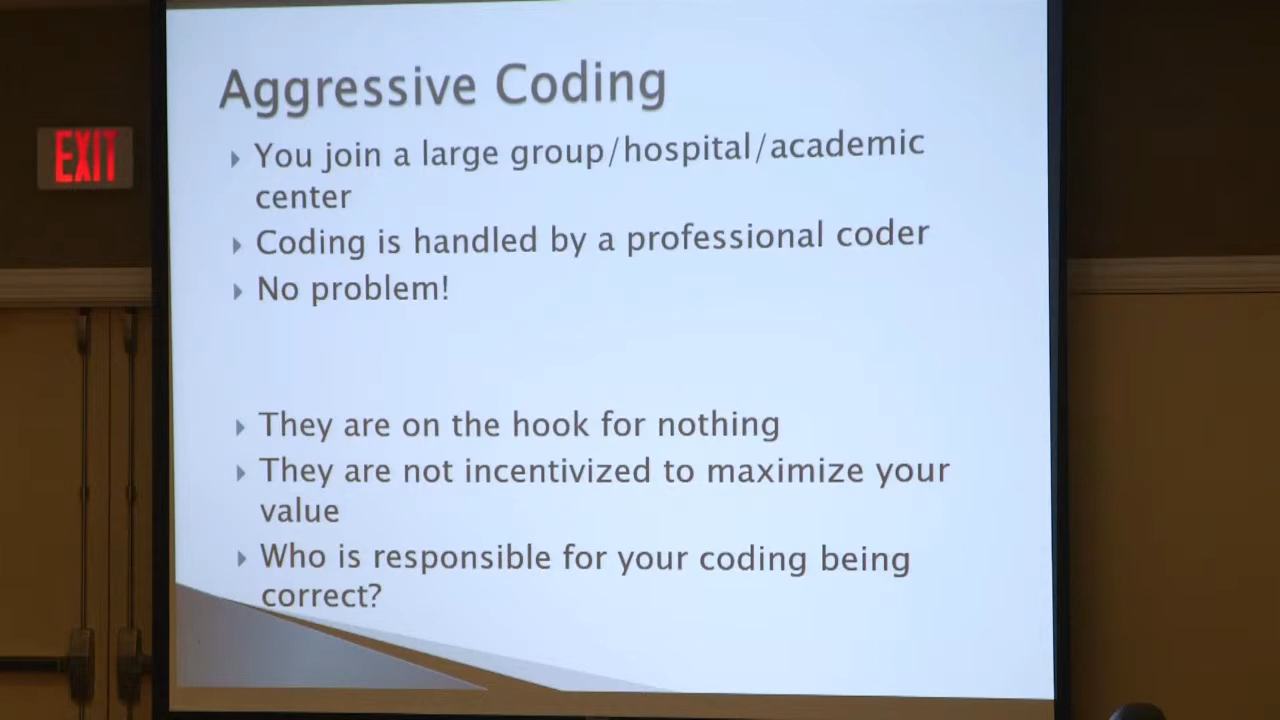 Aggressive Coding
EXIT
You join a large group/hospital/academic
center
Coding is handled by a professional coder
No problem!
They are on the hook for nothing
They are not incentivized to maximize your
value
Who is responsible for your coding being
correct?